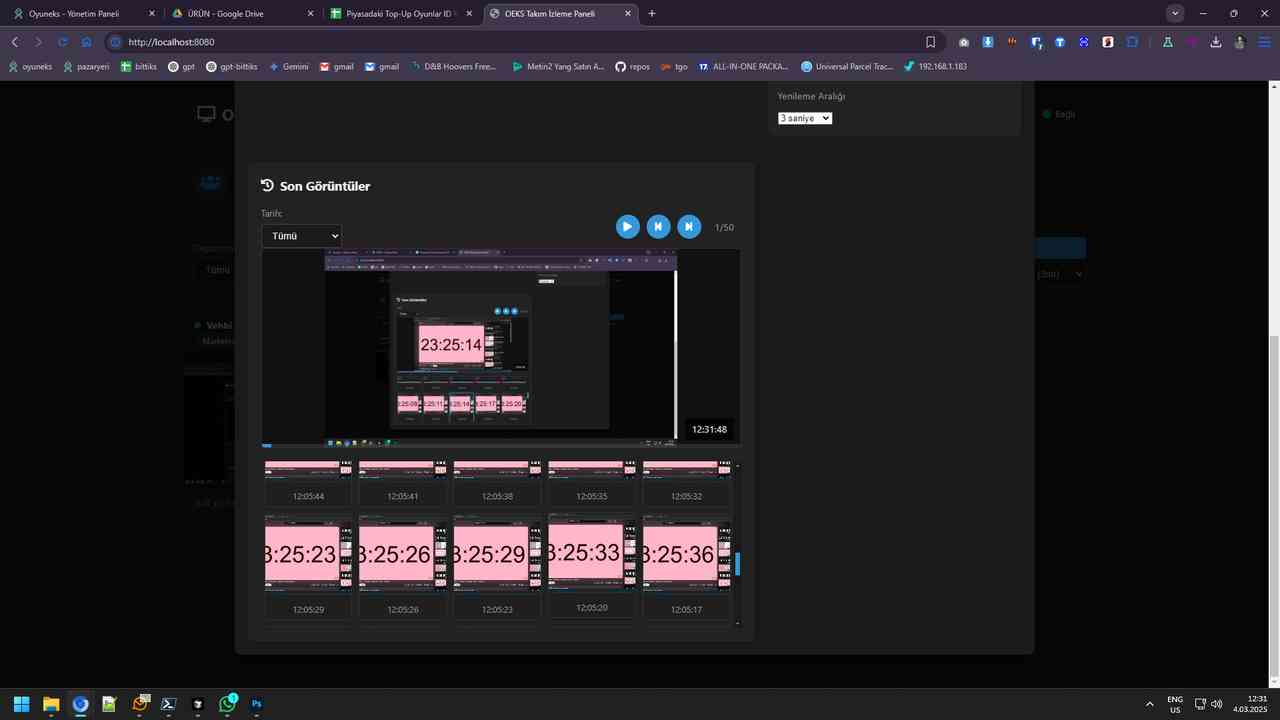 Oyuneks - Yönetim Paneli
ÜRÜN - Google Drive
Piyasadaki Top-Up Oyunlar ID
OEKS Takım İzleme Paneli
http://localhost:8080
oyuneks
pazaryeri
bittiks
gpt
gpt-bittiks
Gemini
gmail
gmail
D&B Hoovers Free...
Metin2 Yang Satın A...
repos
tgo
ALL-IN-ONE PACKA...
Universal Parcel Trac...
192.168.1.183
Yenileme Aralığı
3 saniye
Bağlı
Son Görüntüler
Tarih:
Tümü
1/50
Tümü
Vehbi
(3sn)
Son Görüntüler
23:25:14
12:31:48
12:05:44
12:05:41
12:05:38
12:05:35
12:05:32
3:25:23
3:25:26
3:25:29
3:25:33
3:25:36
12:05:29
12:05:26
12:05:23
12:05:20
12:05:17
1
ENG
US
12:31
4.03.2025